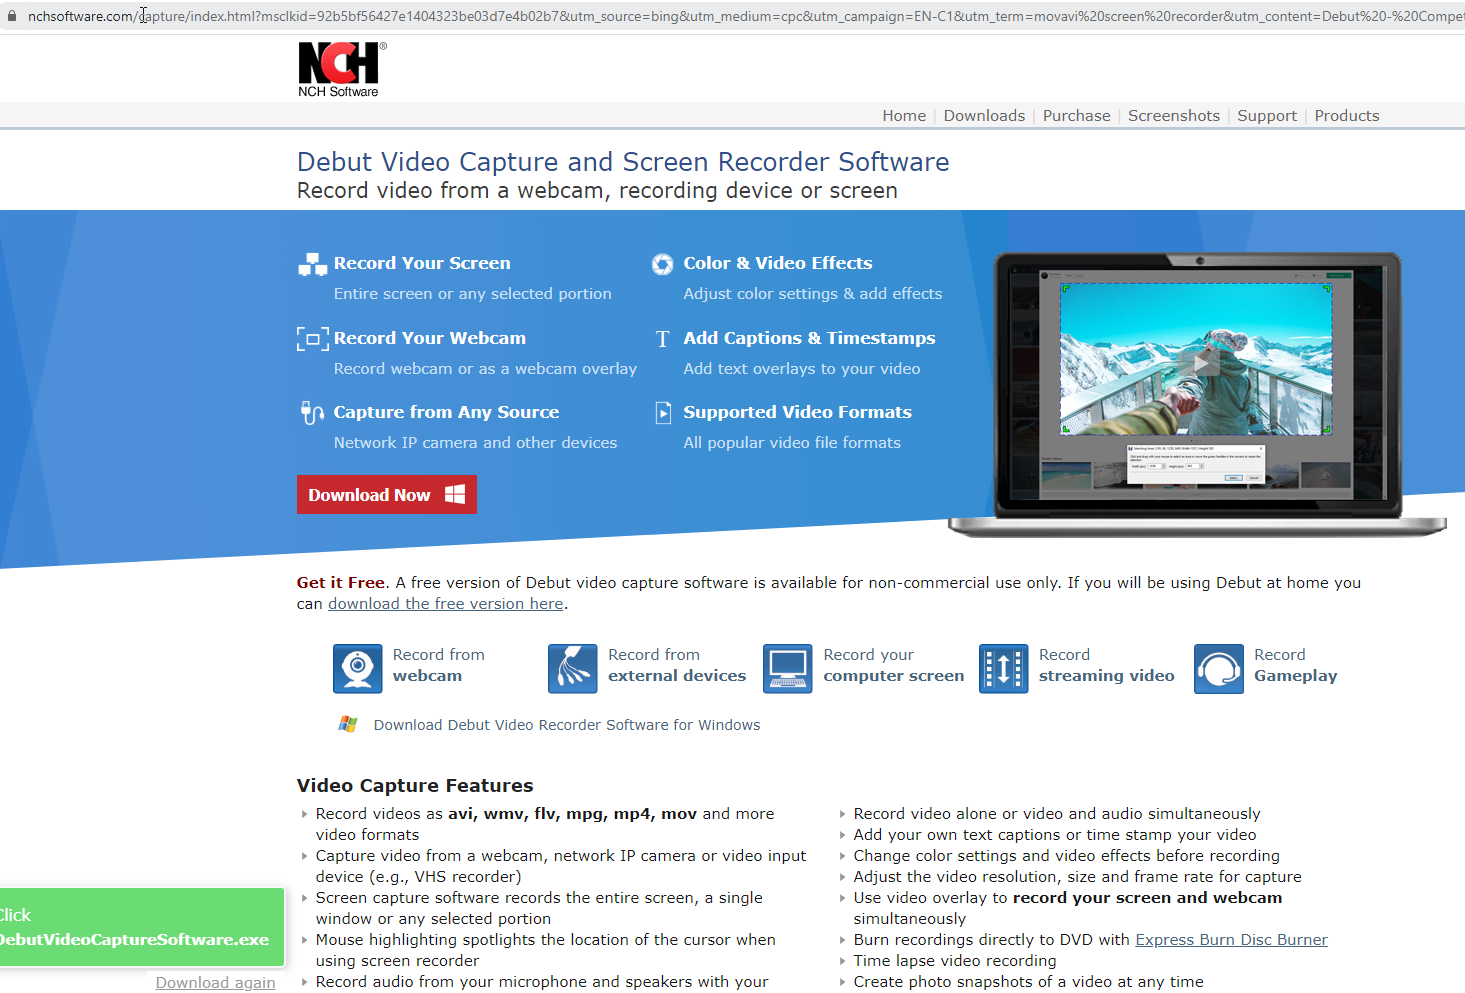 nchsoftware.com/capture/index.html?msclkid=92b5bf56427e1404323be03d7e4b02b7&utm_source=bing&utm_medium=cpc&utm_campaign=EN-C1&utm_term=movavi%20screen%20recorder&utm_content=Debut%20-%20Compet
NCH®
NCH Software
Home | Downloads | Purchase | Screenshots | Support | Products
Debut Video Capture and Screen Recorder Software
Record video from a webcam, recording device or screen
Record Your Screen
Entire screen or any selected portion
Record Your Webcam
Record webcam or as a webcam overlay
Capture from Any Source
Network IP camera and other devices
Color & Video Effects
Adjust color settings & add effects
Add Captions & Timestamps
Add text overlays to your video
Supported Video Formats
All popular video file formats
Download Now
Get it Free. A free version of Debut video capture software is available for non-commercial use only. If you will be using Debut at home you
can download the free version here.
Record from
webcam
Record from
external devices
Record your
computer screen
Record
streaming video
Record
Gameplay
Download Debut Video Recorder Software for Windows
Video Capture Features
Record videos as avi, wmv, flv, mpg, mp4, mov and more
video formats
Capture video from a webcam, network IP camera or video input
device (e.g., VHS recorder)
Screen capture software records the entire screen, a single
window or any selected portion
Mouse highlighting spotlights the location of the cursor when
using screen recorder
Record audio from your microphone and speakers with your
Record video alone or video and audio simultaneously
Add your own text captions or time stamp your video
Change color settings and video effects before recording
Adjust the video resolution, size and frame rate for capture
Use video overlay to record your screen and webcam
simultaneously
Burn recordings directly to DVD with Express Burn Disc Burner
Time lapse video recording
Create photo snapshots of a video at any time
Click
DebutVideoCaptureSoftware.exe
Download again